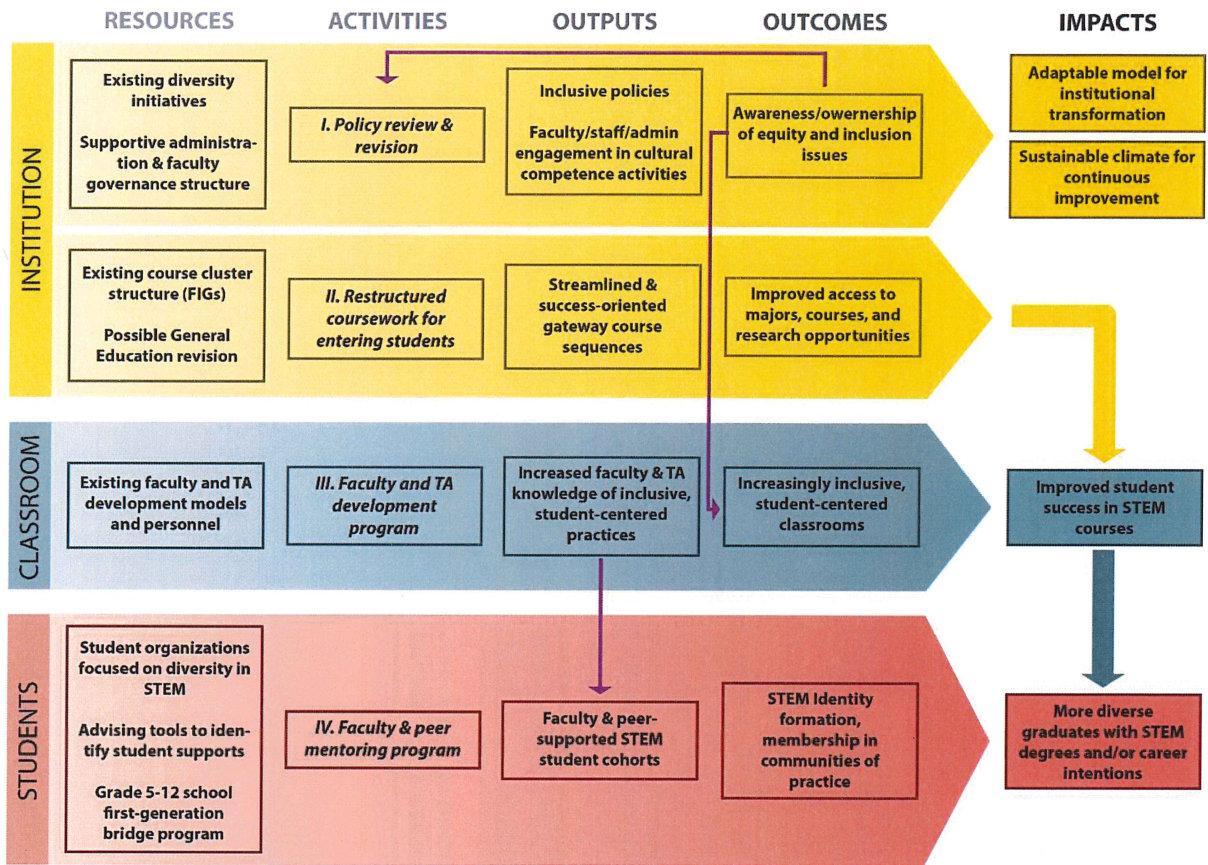 RESOURCES
ACTIVITIES
OUTPUTS
OUTCOMES
IMPACTS
INSTITUTION
Existing diversity
initiatives
Supportive administra-
tion & faculty
governance structure
I. Policy review &
revision
Inclusive policies
Faculty/staff/admin
engagement in cultural
competence activities
Awareness/owernership
of equity and inclusion
issues
Adaptable model for
institutional
transformation
Sustainable climate for
continuous
improvement
Existing course cluster
structure (FIGs)
Possible General
Education revision
II. Restructured
coursework for
entering students
Streamlined &
success-oriented
gateway course
sequences
Improved access to
majors, courses, and
research opportunities
CLASSROOM
Existing faculty and TA
development models
and personnel
III. Faculty and TA
development
program
Increased faculty & TA
knowledge of inclusive,
student-centered
practices
Increasingly inclusive,
student-centered
classrooms
Improved student
success in STEM
courses
STUDENTS
Student organizations
focused on diversity in
STEM
Advising tools to iden-
tify student supports
Grade 5-12 school
first-generation
bridge program
IV. Faculty & peer
mentoring program
Faculty & peer-
supported STEM
student cohorts
STEM Identity
formation,
membership in
communities of
practice
More diverse
graduates with STEM
degrees and/or career
intentions